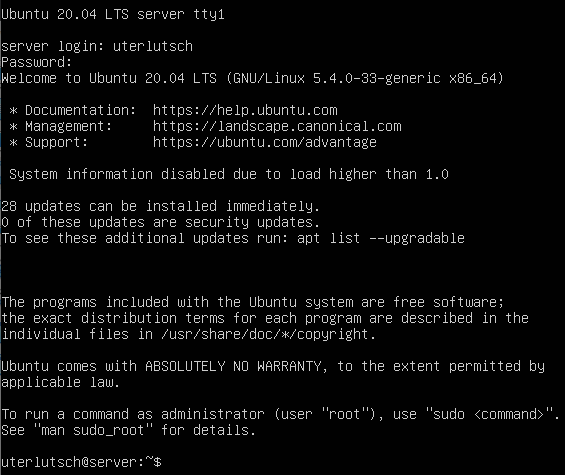 Ubuntu 20.04 LTS server tty1
server login: uterlutsch
Password:
Welcome to Ubuntu 20.04 LTS (GNU/Linux 5.4.0-33-generic x86_64)
* Documentation:  https://help.ubuntu.com
* Management:     https://landscape.canonical.com
* Support:        https://ubuntu.com/advantage
System information disabled due to load higher than 1.0
28 updates can be installed immediately.
0 of these updates are security updates.
To see these additional updates run: apt list --upgradable
The programs included with the Ubuntu system are free software;
the exact distribution terms for each program are described in the
individual files in /usr/share/doc/*/copyright.
Ubuntu comes with ABSOLUTELY NO WARRANTY, to the extent permitted by
applicable law.
To run a command as administrator (user "root"), use "sudo <command>".
See "man sudo_root" for details.
uterlutsch@server:~$